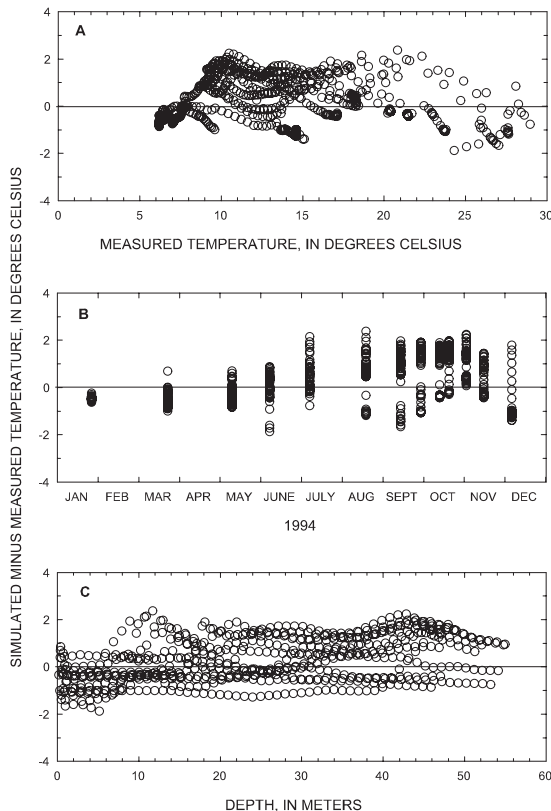 SIMULATED MINUS MEASURED TEMPERATURE, IN DEGREES CELSIUS
4
A
2
0
-2
-4
0 5 10 15 20 25 30
MEASURED TEMPERATURE, IN DEGREES CELSIUS
4
B
2
0
-2
-4
JAN FEB MAR APR MAY JUNE JULY AUG SEPT OCT NOV DEC
1994
4
C
2
0
-2
-4
0 10 20 30 40 50 60
DEPTH, IN METERS